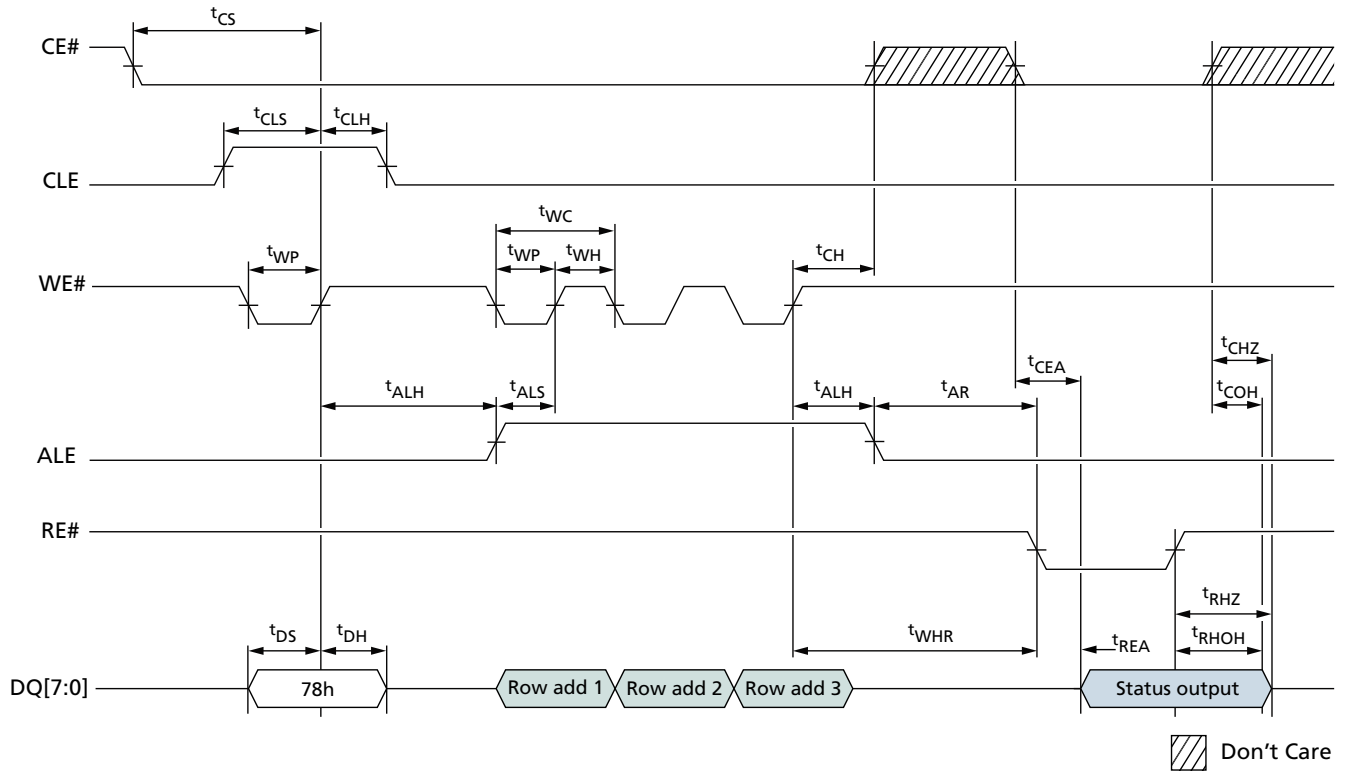 tCS
CE#
tCLS tCLH
CLE
tWC
tWP tWP tWH tCH
WE#
tCHZ
tCEA
tALH tALS tALH tAR tCOH
ALE
RE#
tRHZ
tDS tDH tWHR tREA tRHOH
DQ[7:0] 78h Row add 1 Row add 2 Row add 3 Status output
Don't Care